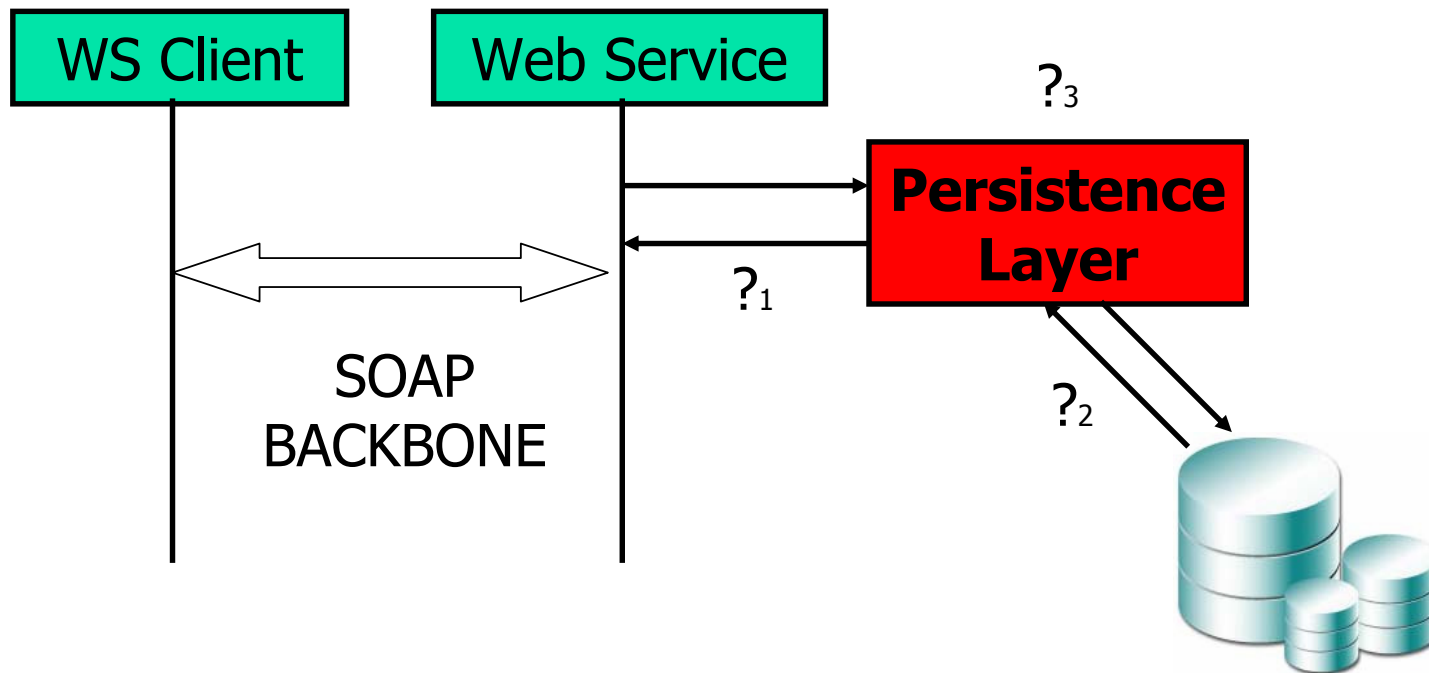 WS Client
Web Service
?3
Persistence
Layer
?1
SOAP
BACKBONE
?2